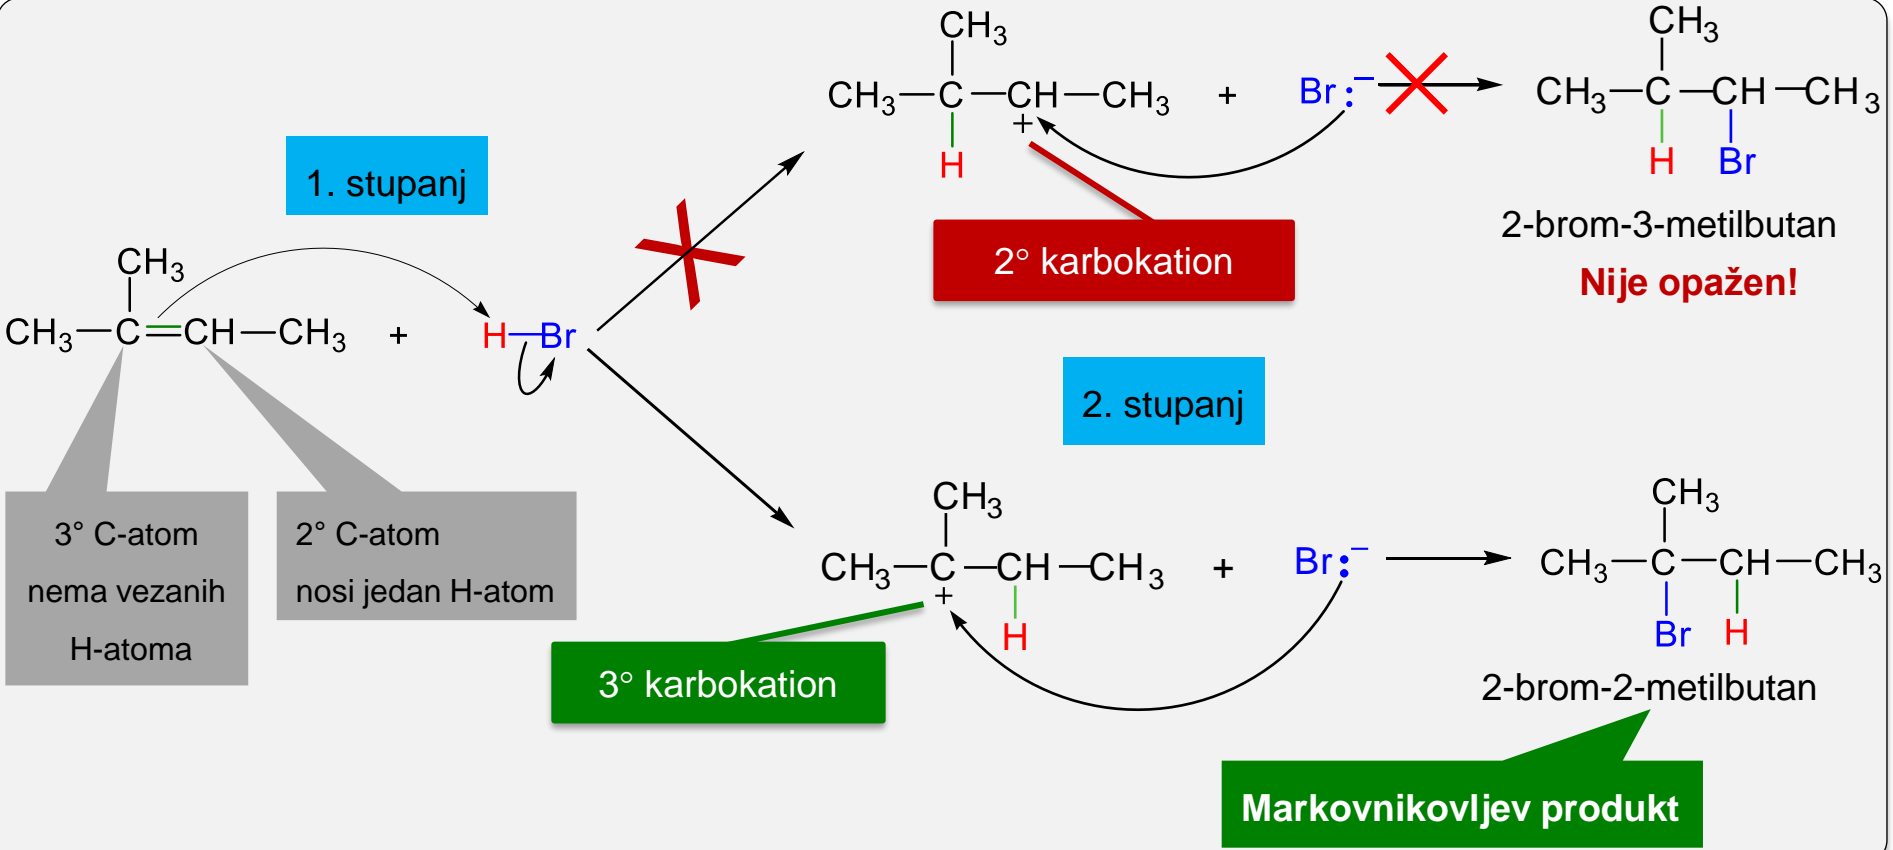 1. stupanj
CH3
CH3—C=CH—CH3 + H—Br
3° C-atom
nema vezanih
H-atoma
2° C-atom
nosi jedan H-atom
CH3
CH3—C—CH—CH3 + Br:−
+
H
2° karbokation
CH3
CH3—C—CH—CH3
H Br
2-brom-3-metilbutan
Nije opažen!
2. stupanj
CH3
CH3—C—CH—CH3 + Br:−
+
H
3° karbokation
CH3
CH3—C—CH—CH3
Br H
2-brom-2-metilbutan
Markovnikovljev produkt